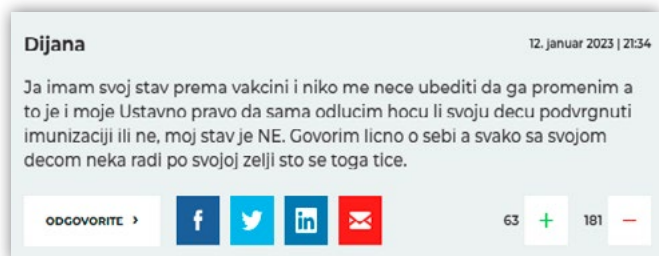 Dijana
12. januar 2023 | 21:34
Ja imam svoj stav prema vakcini i niko me nece ubediti da ga promenim a
to je i moje Ustavno pravo da sama odlucim hocu li svoju decu podvrgnuti
imunizaciji ili ne, moj stav je NE. Govorim licno o sebi a svako sa svojom
decom neka radi po svojoj zelji sto se toga tice.
ODGOVORITE >
f
in
63 +
181 −